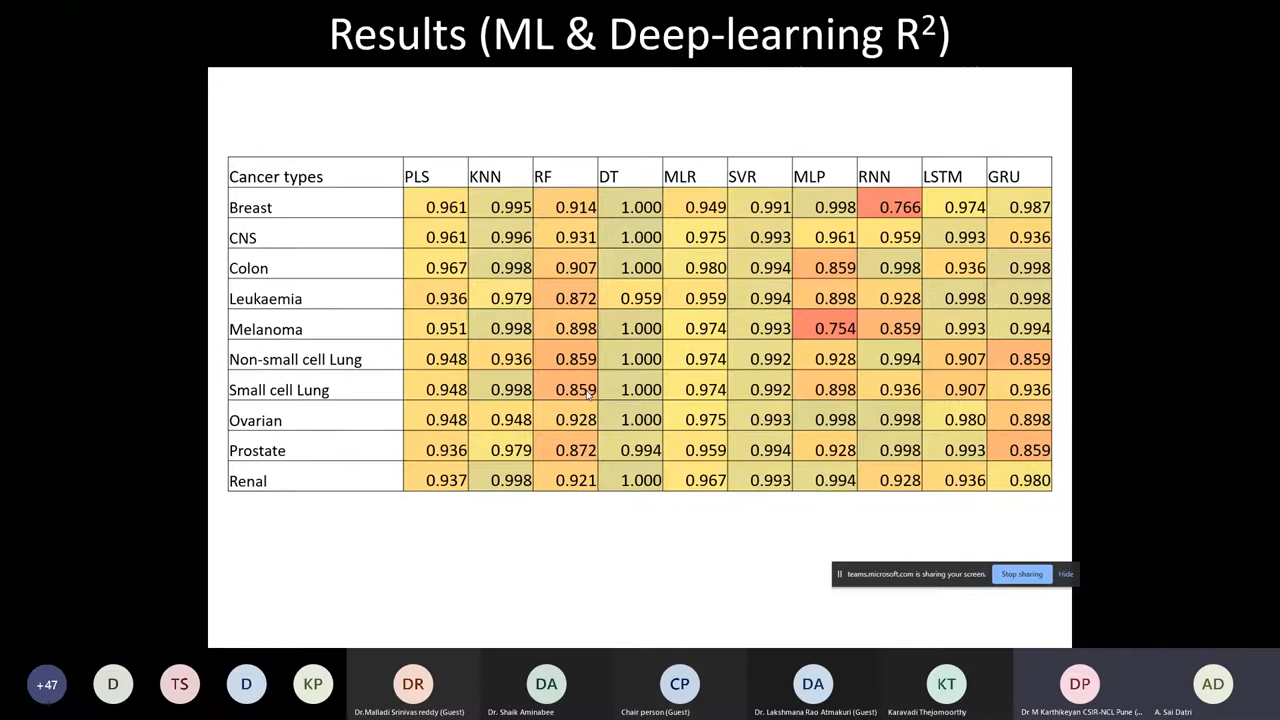 Results (ML & Deep-learning R²)
Cancer types PLS KNN RF DT MLR SVR MLP RNN LSTM GRU
Breast 0.961 0.995 0.914 1.000 0.949 0.991 0.998 0.766 0.974 0.987
CNS 0.961 0.996 0.931 1.000 0.975 0.993 0.961 0.959 0.993 0.936
Colon 0.967 0.998 0.907 1.000 0.980 0.994 0.859 0.998 0.936 0.998
Leukaemia 0.936 0.979 0.872 0.959 0.959 0.994 0.898 0.928 0.998 0.998
Melanoma 0.951 0.998 0.898 1.000 0.974 0.993 0.754 0.859 0.993 0.994
Non-small cell Lung 0.948 0.936 0.859 1.000 0.974 0.992 0.928 0.994 0.907 0.859
Small cell Lung 0.948 0.998 0.859 1.000 0.974 0.992 0.898 0.936 0.907 0.936
Ovarian 0.948 0.948 0.928 1.000 0.975 0.993 0.998 0.998 0.980 0.898
Prostate 0.936 0.979 0.872 0.994 0.959 0.994 0.928 0.998 0.993 0.859
Renal 0.937 0.998 0.921 1.000 0.967 0.993 0.994 0.928 0.936 0.980
teams.microsoft.com is sharing your screen. Stop sharing Hide
+47 D TS D KP DR DA CP DA KT DP AD
Dr.Malladi Srinivas reddy (Guest) Dr. Shaik Aminabee Chair person (Guest) Dr. Lakshmana Rao Atmakuri (Guest) Karavadi Thejomoorthy Dr M Karthikeyan CSIR-NCL Pune (... A. Sai Datri